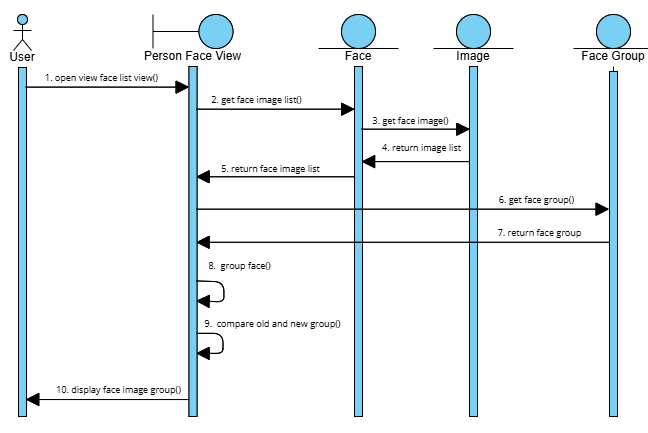 User
Person Face View
Face
Image
Face Group
1. open view face list view()
2. get face image list()
3. get face image()
4. return image list
5. return face image list
6. get face group()
7. return face group
8. group face()
9. compare old and new group()
10. display face image group()